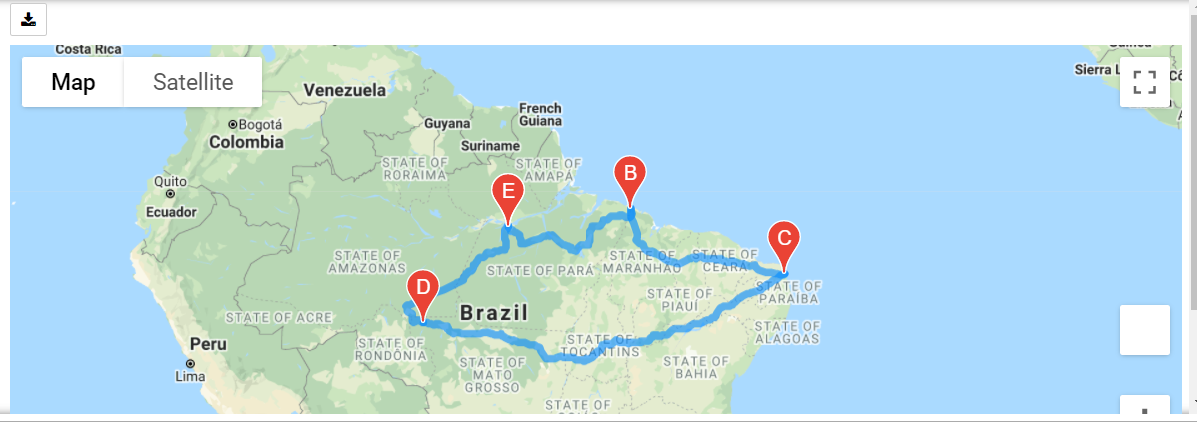 Costa Rica
Map
Satellite
Sierra L
Venezuela
French
Guiana
Bogotá
Guyana
Colombia
Suriname
STATE OF
RORAIMA
STATE OF
AMAPÁ
B
Quito
E
Ecuador
C
STATE OF
AMAZONAS
STATE OF PARÁ
STATE OF
MARANHÃO
STATE OF
CEARÁ
D
STATE OF
PIAUÍ
STATE OF
PARAÍBA
Brazil
STATE OF ACRE
STATE OF
ALAGOAS
Peru
STATE OF
RONDÔNIA
STATE OF
TOCANTINS
Lima
STATE OF
MATO
GROSSO
STATE OF
BAHIA
STATE OF